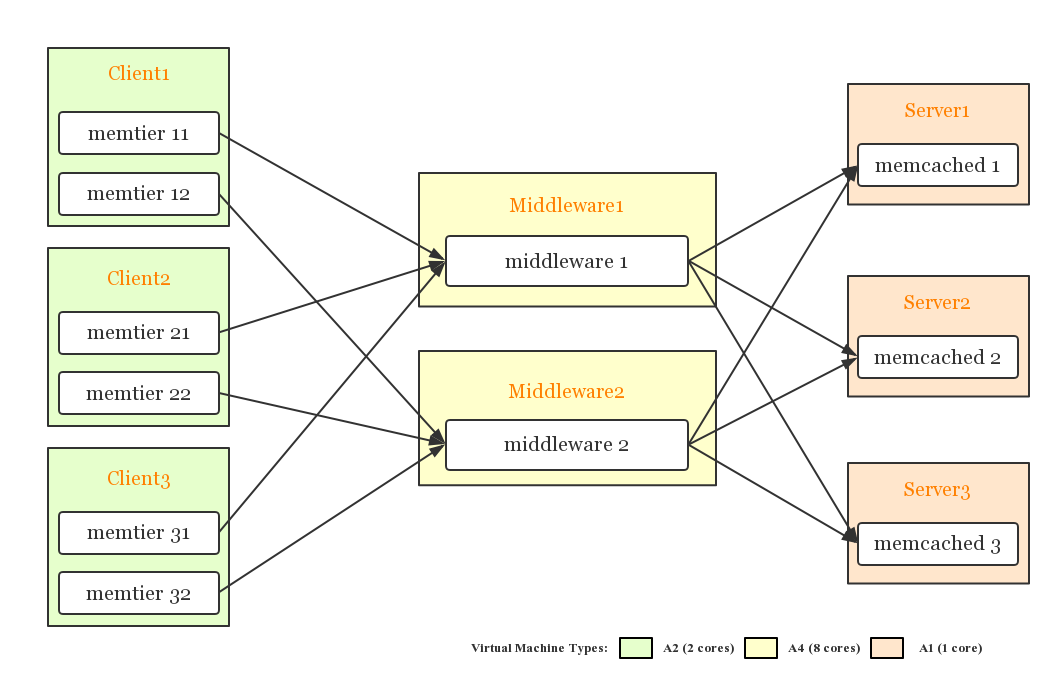 Client1
memtier 11
memtier 12
Client2
memtier 21
memtier 22
Client3
memtier 31
memtier 32
Middleware1
middleware 1
Middleware2
middleware 2
Server1
memcached 1
Server2
memcached 2
Server3
memcached 3
Virtual Machine Types: A2 (2 cores) A4 (8 cores) A1 (1 core)